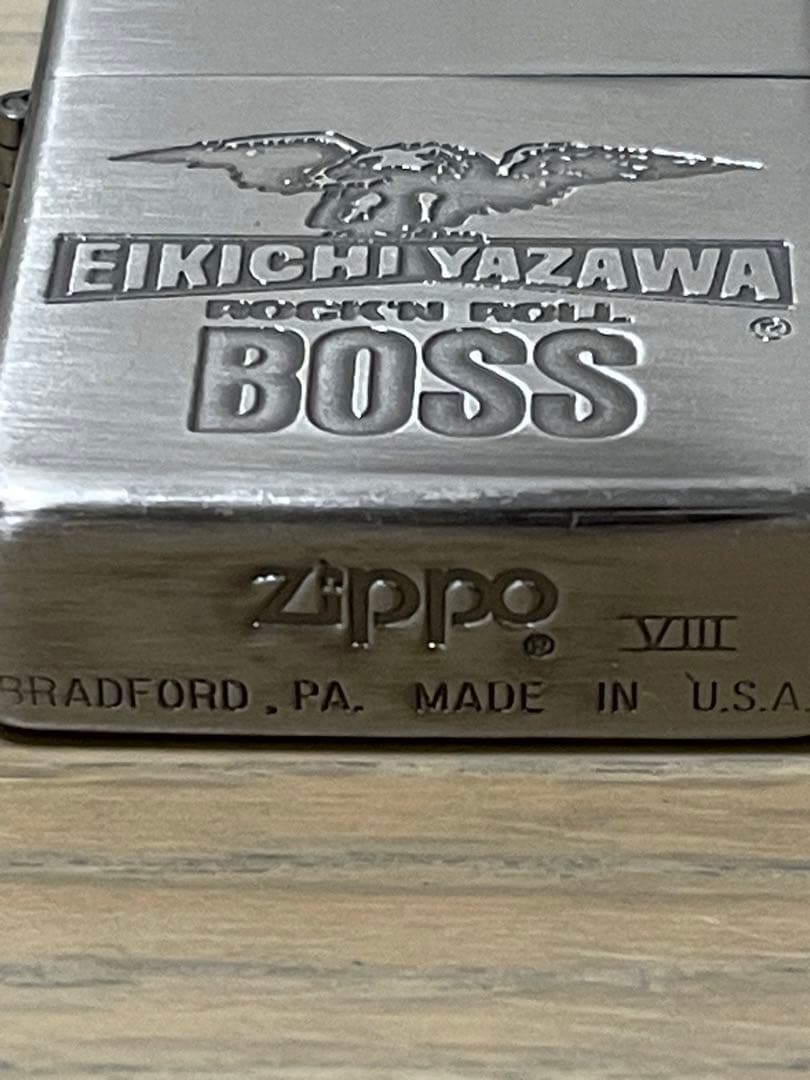 EIKICHI YAZAWA
ROCK'N ROLL
®
BOSS
Zippo
® VIII
BRADFORD, PA. MADE IN U.S.A.